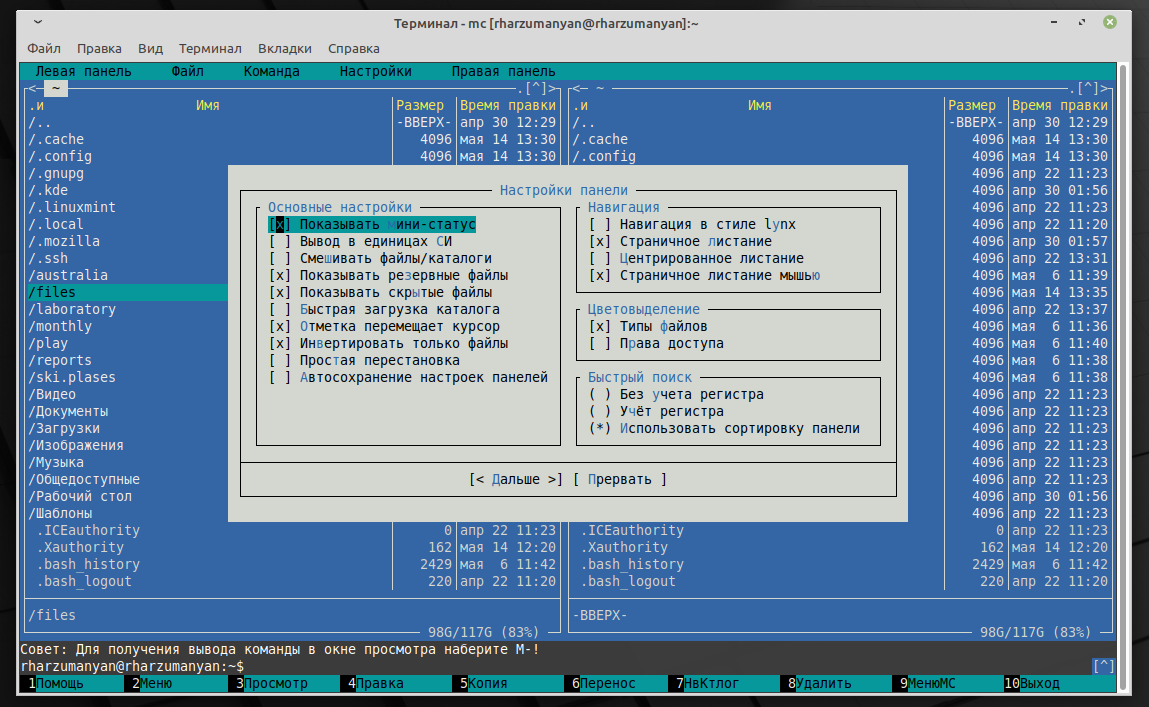 Терминал - mc [rharzumanyan@rharzumanyan]:~
Файл Правка Вид Терминал Вкладки Справка
Левая панель Файл Команда Настройки Правая панель
<- ~ .[^]> <- ~ .[^]>
.и Имя Размер Время правки .и Имя Размер Время правки
/.. -ВВЕРХ- апр 30 12:29 /.. -ВВЕРХ- апр 30 12:29
/.cache 4096 мая 14 13:30 /.cache 4096 мая 14 13:30
/.config 4096 мая 14 13:30 /.config 4096 мая 14 13:30
/.gnupg 4096 апр 22 11:23
/.kde Настройки панели 4096 апр 30 01:56
/.linuxmint Основные настройки Навигация 4096 апр 22 11:23
/.local [x] Показывать мини-статус [ ] Навигация в стиле lynx 4096 апр 22 11:20
/.mozilla [ ] Вывод в единицах СИ [x] Страничное листание 4096 апр 30 01:57
/.ssh [ ] Смешивать файлы/каталоги [ ] Центрированное листание 4096 апр 22 13:31
/australia [x] Показывать резервные файлы [x] Страничное листание мышью 4096 мая 6 11:39
/files [x] Показывать скрытые файлы 4096 мая 14 13:35
/laboratory [ ] Быстрая загрузка каталога Цветовыделение 4096 апр 22 13:37
/monthly [x] Отметка перемещает курсор [x] Типы файлов 4096 мая 6 11:36
/play [x] Инвертировать только файлы [ ] Права доступа 4096 мая 6 11:40
/reports [ ] Простая перестановка 4096 мая 6 11:38
/ski.plases [ ] Автосохранение настроек панелей Быстрый поиск 4096 мая 6 11:38
/Видео ( ) Без учета регистра 4096 апр 22 11:23
/Документы ( ) Учёт регистра 4096 апр 22 11:23
/Загрузки (*) Использовать сортировку панели 4096 апр 22 11:23
/Изображения 4096 апр 22 11:23
/Музыка 4096 апр 22 11:23
/Общедоступные [< Дальше >] [ Прервать ] 4096 апр 22 11:23
/Рабочий стол 4096 апр 30 01:56
/Шаблоны 4096 апр 22 11:23
.ICEauthority 0 апр 22 11:23 .ICEauthority 0 апр 22 11:23
.Xauthority 162 мая 14 12:20 .Xauthority 162 мая 14 12:20
.bash_history 2429 мая 6 11:42 .bash_history 2429 мая 6 11:42
.bash_logout 220 апр 22 11:20 .bash_logout 220 апр 22 11:20
/files -ВВЕРХ-
98G/117G (83%) 98G/117G (83%)
Совет: Для получения вывода команды в окне просмотра наберите M-!
rharzumanyan@rharzumanyan:~$ [^]
1Помощь 2Меню 3Просмотр 4Правка 5Копия 6Перенос 7НвКтлог 8Удалить 9МенюМС 10Выход